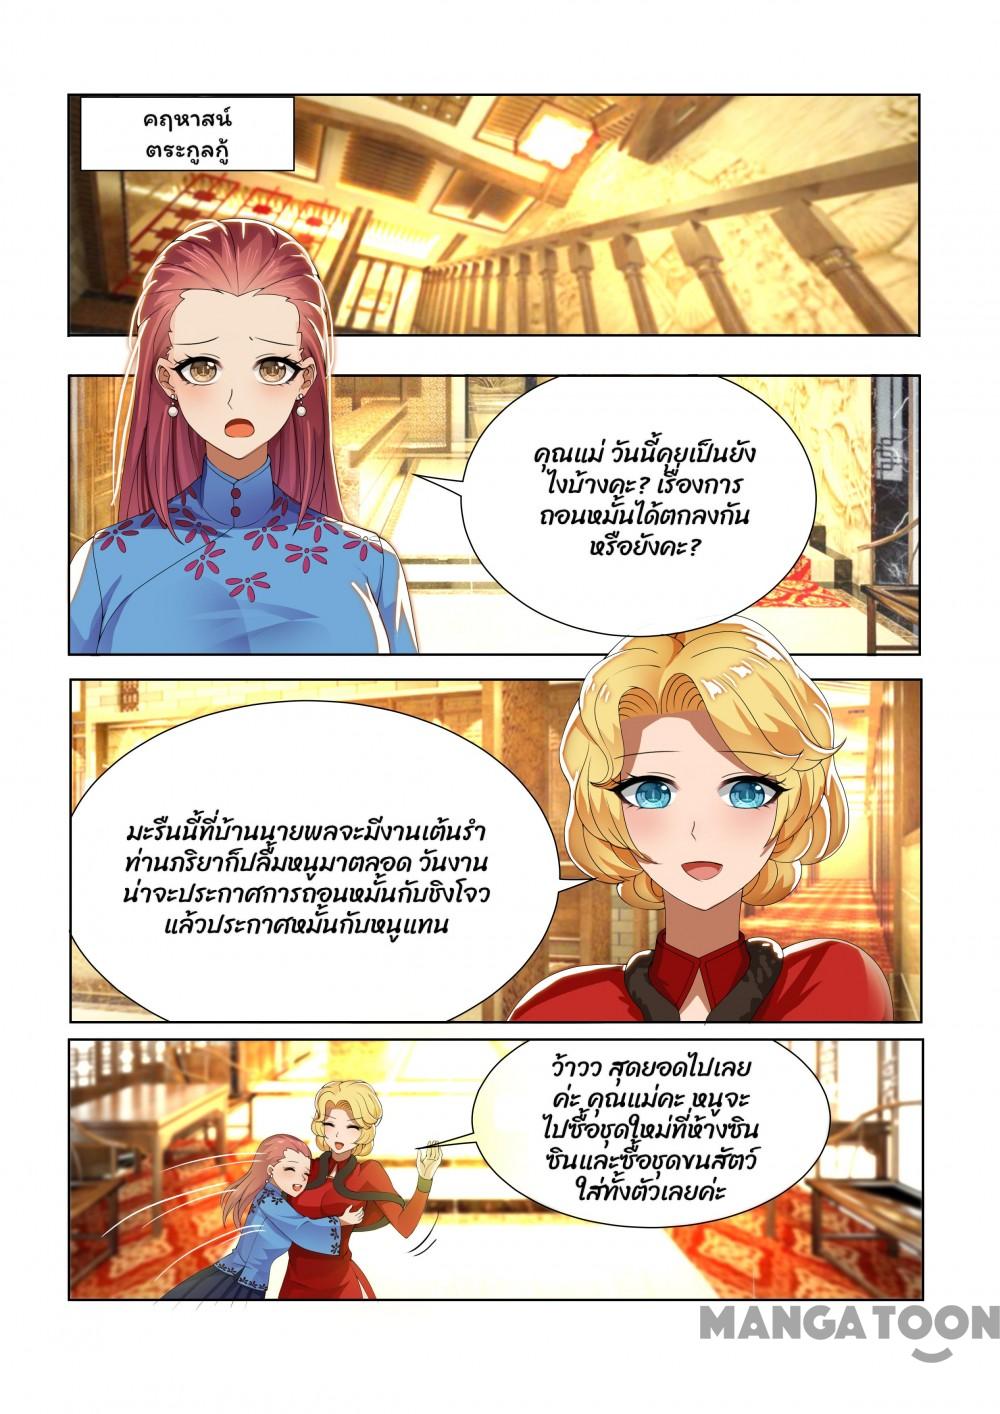 คฤหาสน์
ตระกูลกู้
คุณแม่ วันนี้คุยเป็นยัง
ไงบ้างคะ? เรื่องการ
ถอนหมั้นได้ตกลงกัน
หรือยังคะ?
มะรืนนี้ที่บ้านนายพลจะมีงานเต้นรำ
ท่านภริยาก็ปลื้มหนูมาตลอด วันงาน
น่าจะประกาศการถอนหมั้นกับชิงโจว
แล้วประกาศหมั้นกับหนูแทน
ว้าวว สุดยอดไปเลย
ค่ะ คุณแม่คะ หนูจะ
ไปซื้อชุดใหม่ที่ห้างซิน
ซินและซื้อชุดขนสัตว์
ใส่ทั้งตัวเลยค่ะ
MANGATOON